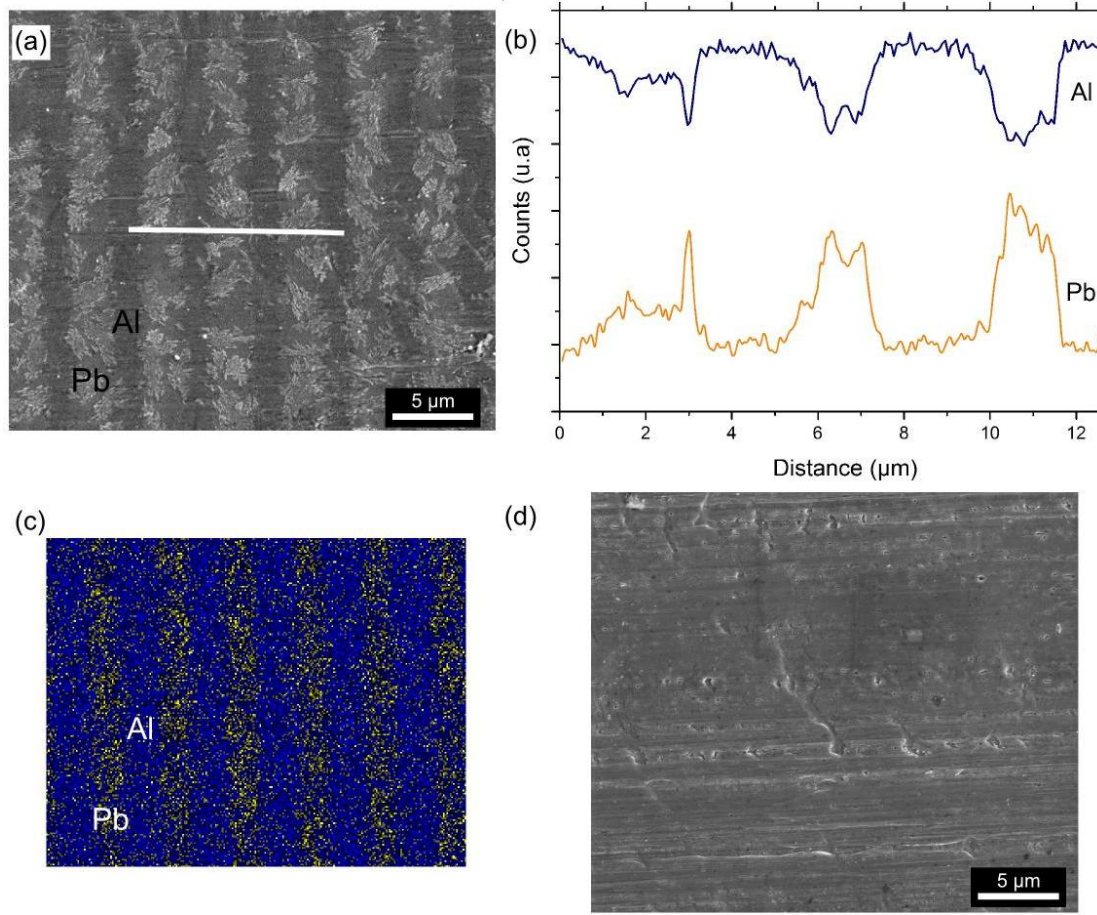 (a)
Al
Pb
5 µm
(b)
Counts (u.a)
Al
Pb
0
2
4
6
8
10
12
Distance (µm)
(c)
Al
Pb
(d)
5 µm